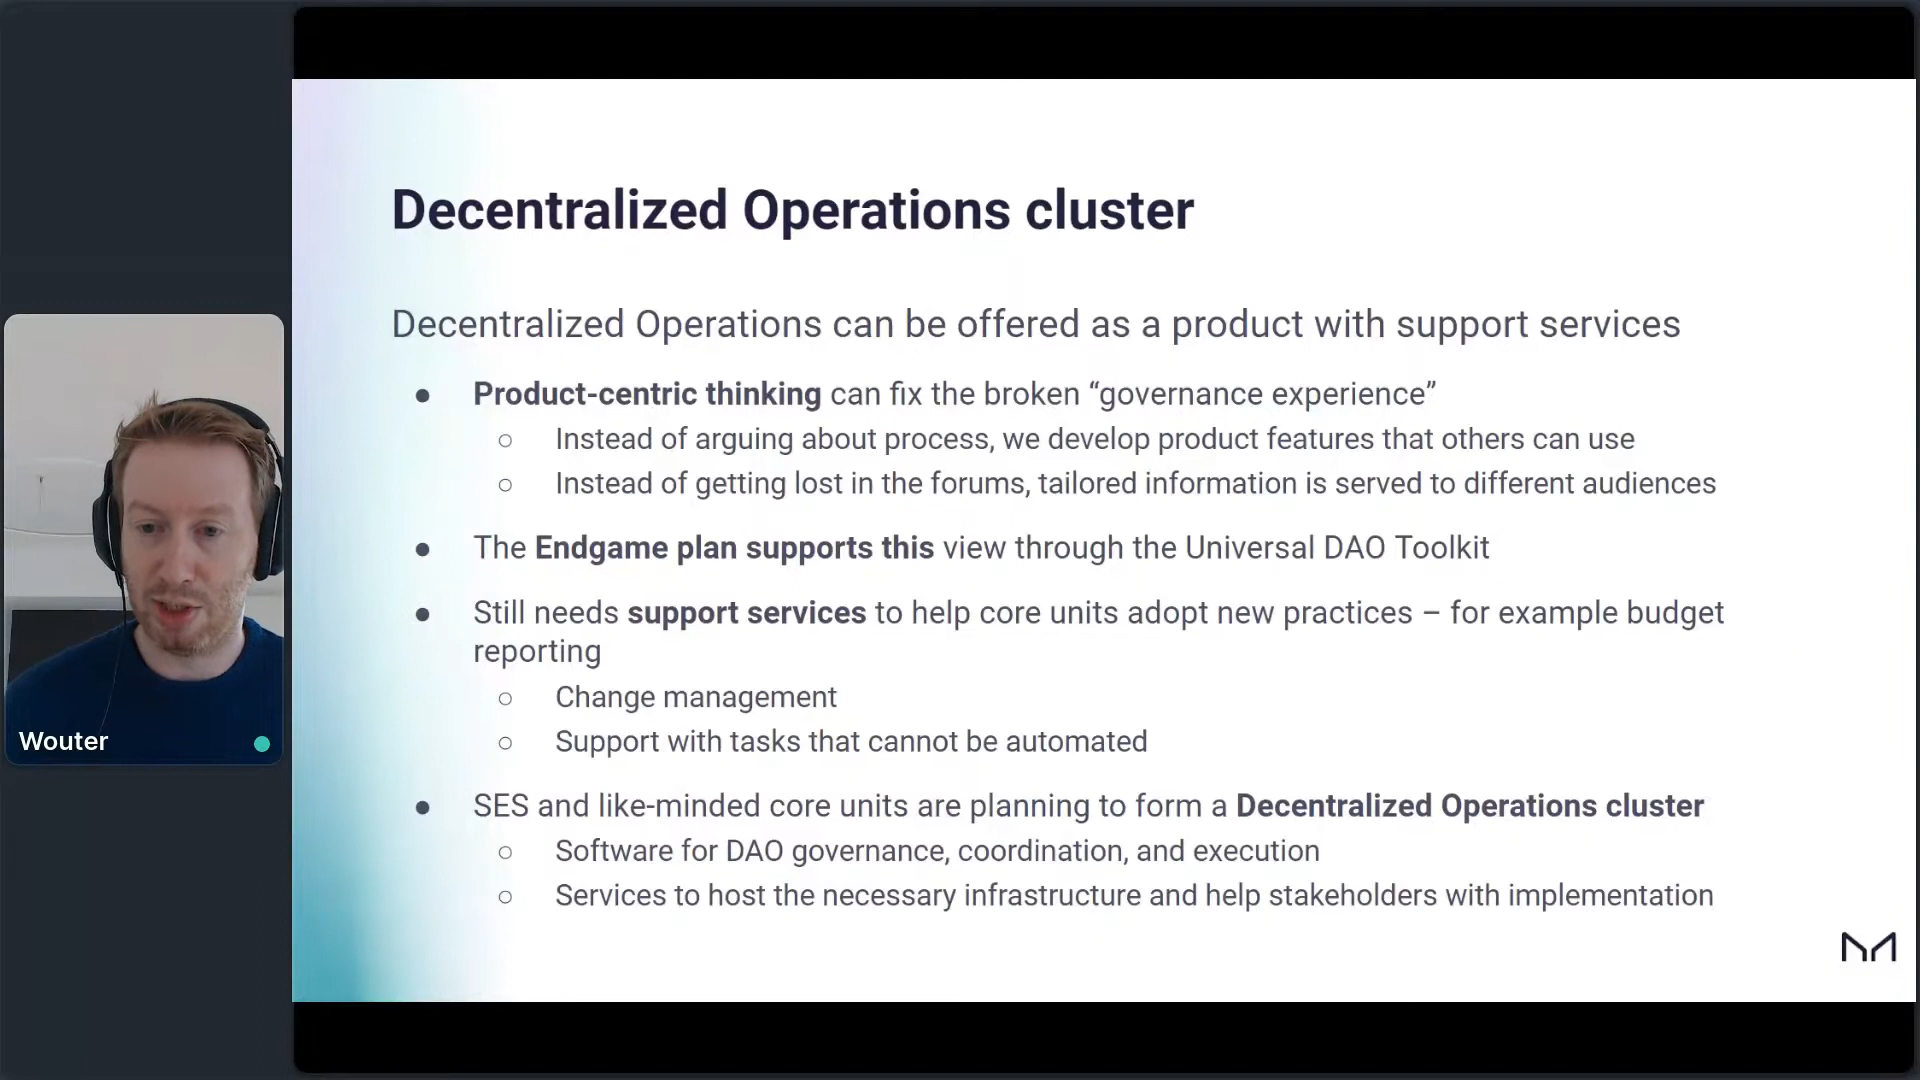 Decentralized Operations cluster
Decentralized Operations can be offered as a product with support services
● Product-centric thinking can fix the broken “governance experience”
○ Instead of arguing about process, we develop product features that others can use
○ Instead of getting lost in the forums, tailored information is served to different audiences
● The Endgame plan supports this view through the Universal DAO Toolkit
● Still needs support services to help core units adopt new practices – for example budget
reporting
○ Change management
○ Support with tasks that cannot be automated
● SES and like-minded core units are planning to form a Decentralized Operations cluster
○ Software for DAO governance, coordination, and execution
○ Services to host the necessary infrastructure and help stakeholders with implementation
Wouter